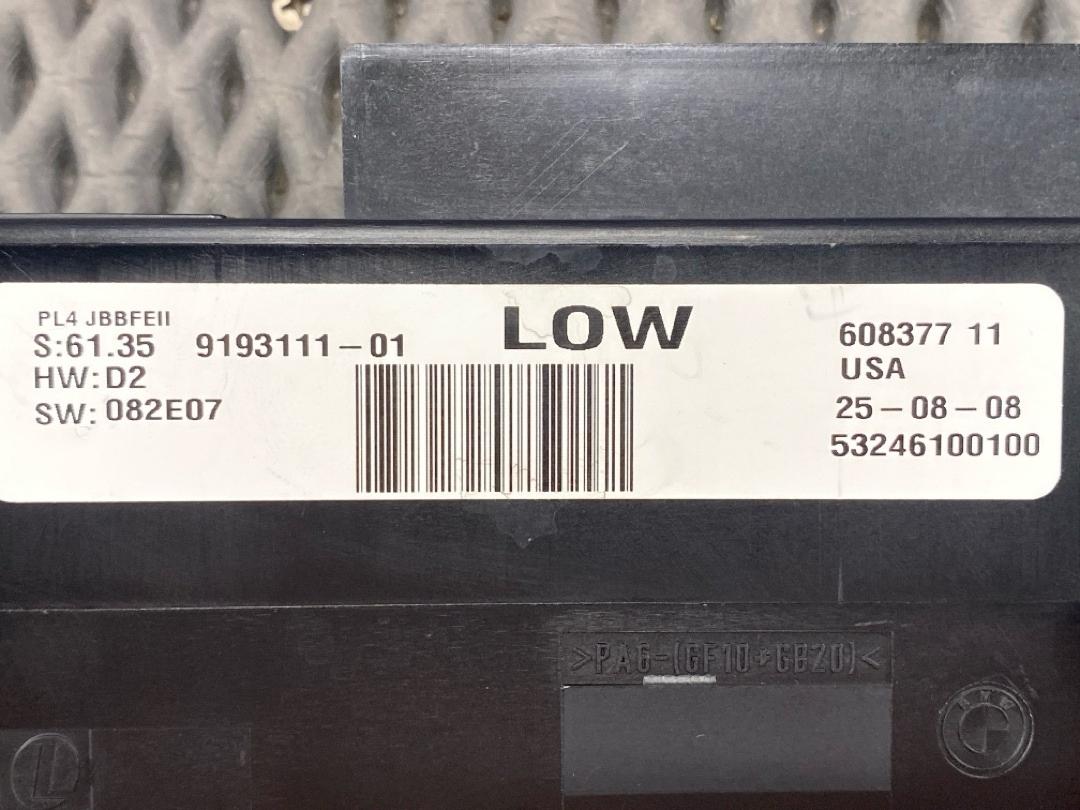 PL4 JBBFEII
S:61.35 9193111-01
HW:D2
SW:082E07
LOW
608377 11
USA
25-08-08
53246100100
>PA6-(GF10+GB20)<
BMW
L